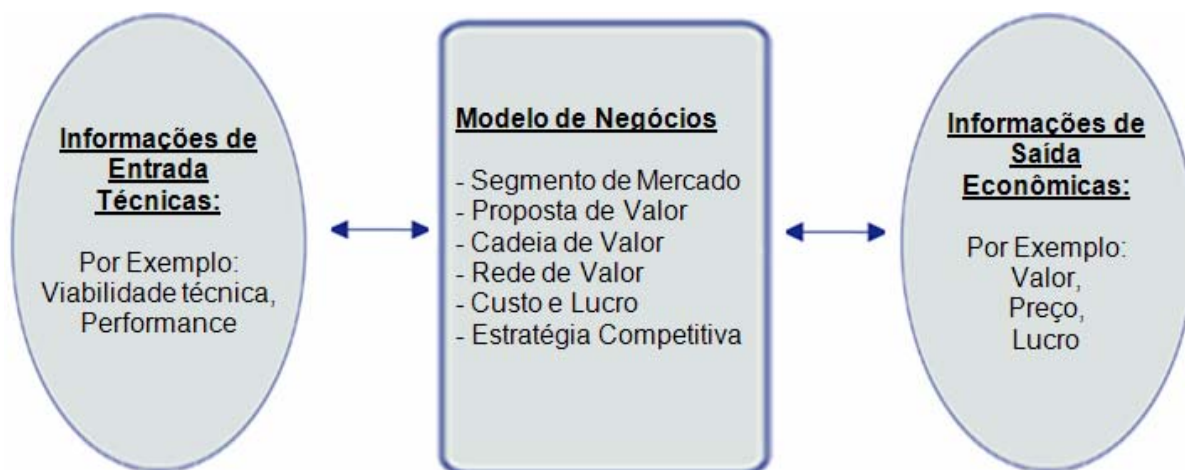 Informações de
Entrada
Técnicas:
Por Exemplo:
Viabilidade técnica,
Performance
Modelo de Negócios
- Segmento de Mercado
- Proposta de Valor
- Cadeia de Valor
- Rede de Valor
- Custo e Lucro
- Estratégia Competitiva
Informações de
Saída
Econômicas:
Por Exemplo:
Valor,
Preço,
Lucro